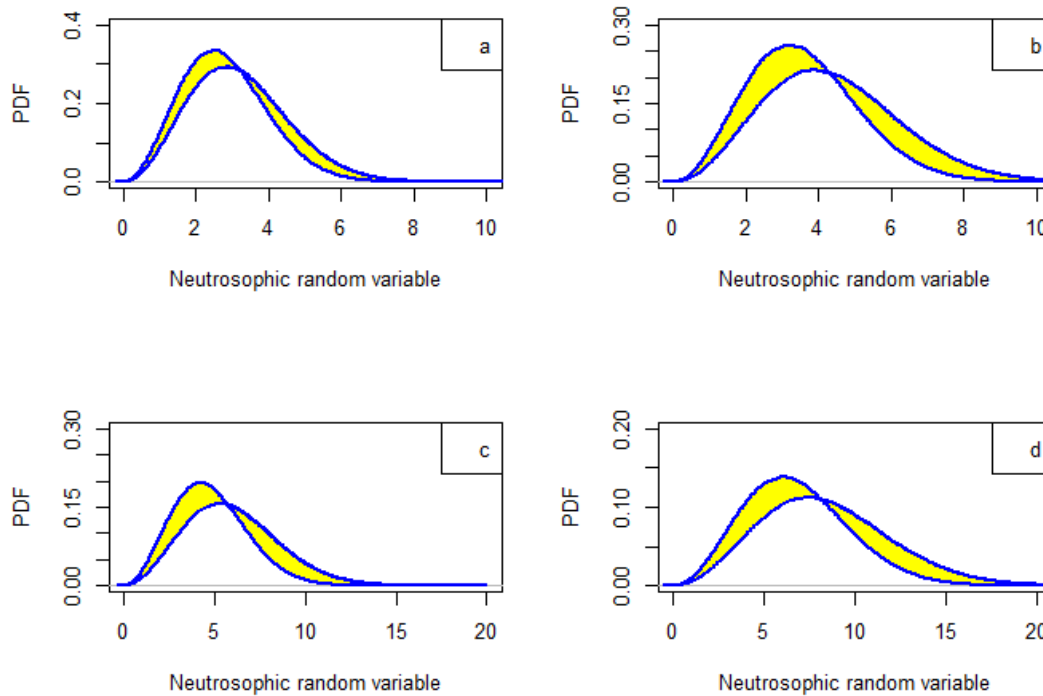 a
PDF
0.0 0.2 0.4
0 2 4 6 8 10
Neutrosophic random variable
b
PDF
0.00 0.15 0.30
0 2 4 6 8 10
Neutrosophic random variable
c
PDF
0.00 0.15 0.30
0 5 10 15 20
Neutrosophic random variable
d
PDF
0.00 0.10 0.20
0 5 10 15 20
Neutrosophic random variable